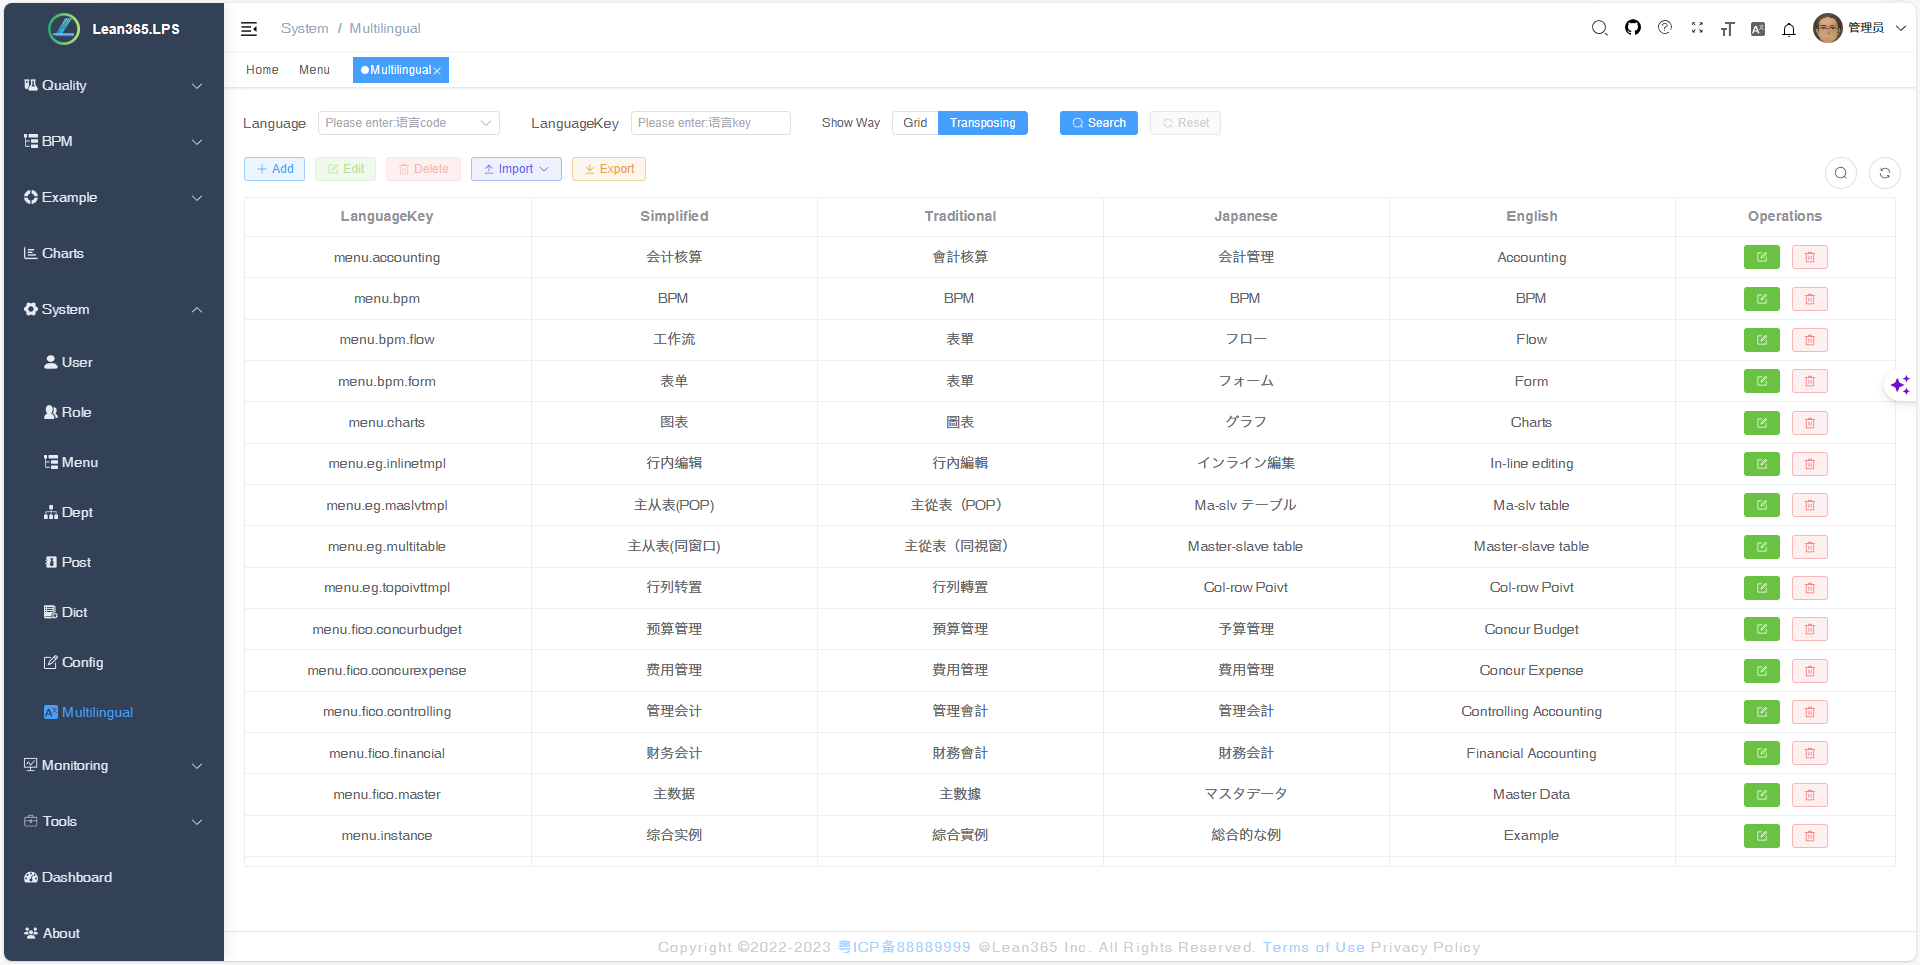 Lean365.LPS
Quality
BPM
Example
Charts
System
User
Role
Menu
Dept
Post
Dict
Config
Multilingual
Monitoring
Tools
Dashboard
About
System / Multilingual
管理员
Home Menu Multilingual
Language Please enter:语言code LanguageKey Please enter:语言key Show Way Grid Transposing Search Reset
Add Edit Delete Import Export
LanguageKey Simplified Traditional Japanese English Operations
menu.accounting 会计核算 會計核算 会計管理 Accounting
menu.bpm BPM BPM BPM BPM
menu.bpm.flow 工作流 表單 フロー Flow
menu.bpm.form 表单 表單 フォーム Form
menu.charts 图表 圖表 グラフ Charts
menu.eg.inlinetmpl 行内编辑 行內編輯 インライン編集 In-line editing
menu.eg.maslvtmpl 主从表(POP) 主從表（POP） Ma-slv テーブル Ma-slv table
menu.eg.multitable 主从表(同窗口) 主從表（同視窗） Master-slave table Master-slave table
menu.eg.topoivttmpl 行列转置 行列轉置 Col-row Poivt Col-row Poivt
menu.fico.concurbudget 预算管理 預算管理 予算管理 Concur Budget
menu.fico.concurexpense 费用管理 費用管理 費用管理 Concur Expense
menu.fico.controlling 管理会计 管理會計 管理会計 Controlling Accounting
menu.fico.financial 财务会计 財務會計 財務会計 Financial Accounting
menu.fico.master 主数据 主數據 マスタデータ Master Data
menu.instance 综合实例 綜合實例 総合的な例 Example
Copyright ©2022-2023 粤ICP备88889999 @Lean365 Inc. All Rights Reserved. Terms of Use Privacy Policy